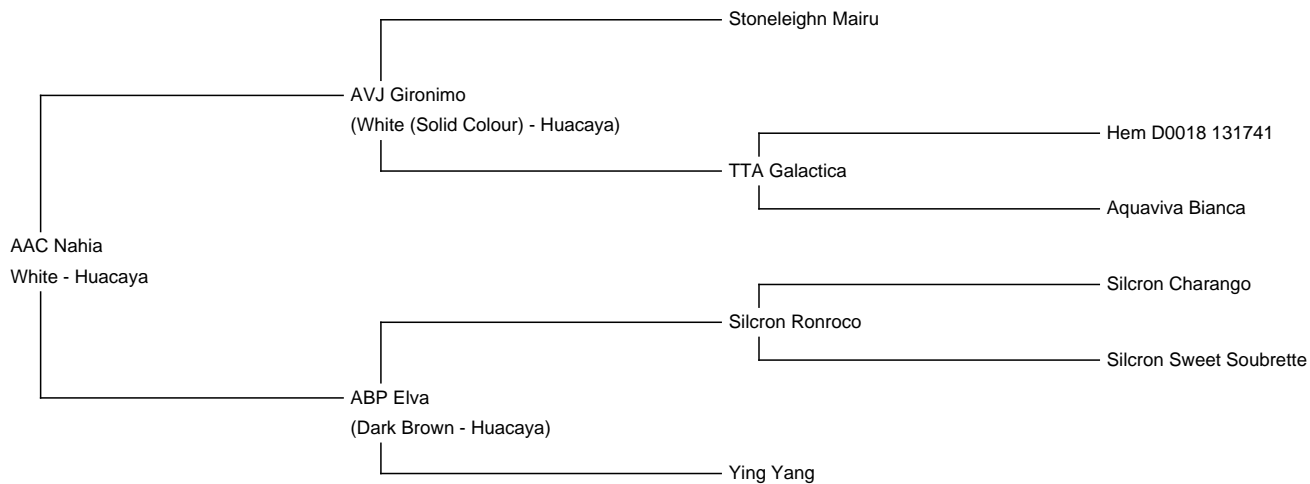 Stoneleighn Mairu
AVJ Gironimo
(White (Solid Colour) - Huacaya)
Hem D0018 131741
TTA Galactica
Aquaviva Bianca
AAC Nahia
White - Huacaya
Silcron Charango
Silcron Ronroco
Silcron Sweet Soubrette
ABP Elva
(Dark Brown - Huacaya)
Ying Yang